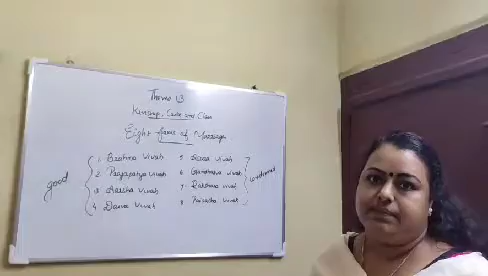 Theme 13
Kinship, Caste and Class
Eight forms of Marriage
good
1. Brahma Vivah
2. Prajapatya Vivah
3. Arsha Vivah
4. Daiva Vivah
5 Asura Vivah
6 Gandharva Vivah
7 Rakshasa Vivah
8 Paisacha Vivah
condemned